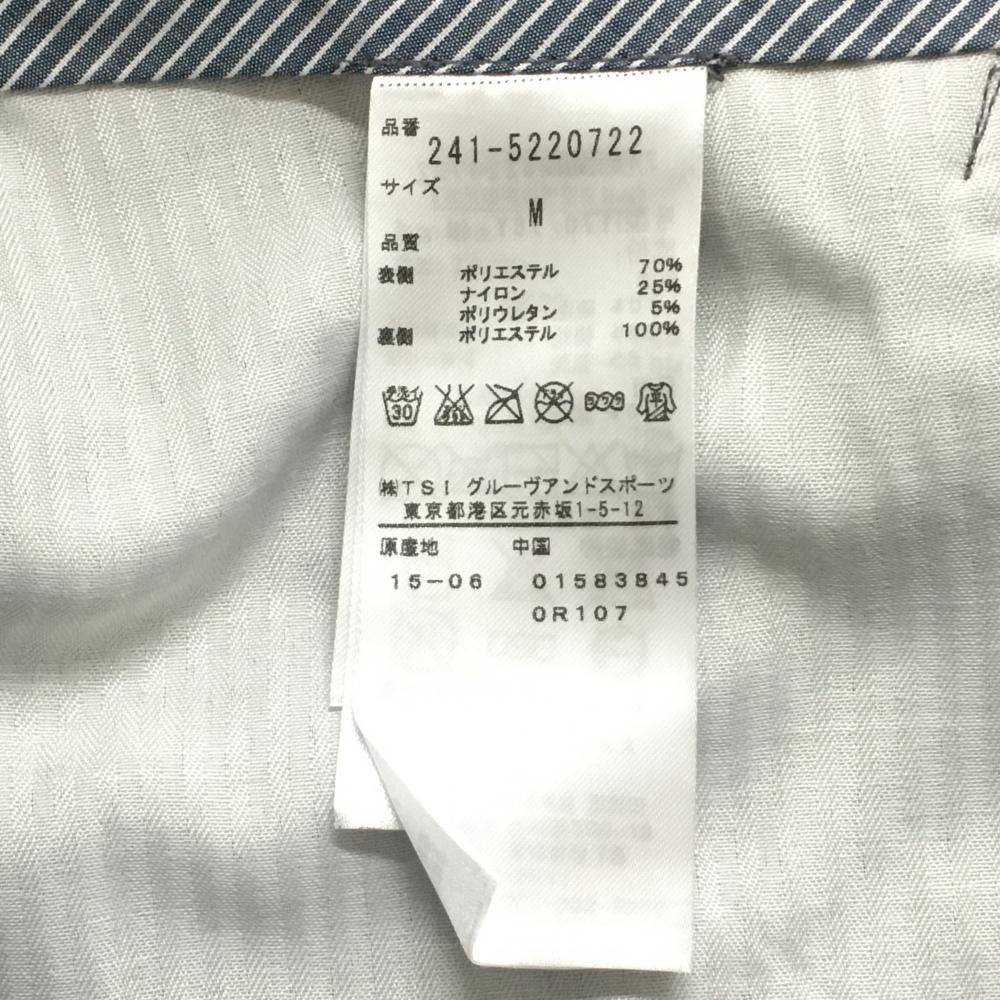 品番
241-5220722
サイズ
M
品質
表側 ポリエステル 70%
ナイロン 25%
ポリウレタン 5%
裏側 ポリエステル 100%
手洗イ 30
㈱TSI グルーヴアンドスポーツ
東京都港区元赤坂1-5-12
原産地 中国
15-06 01583845
0R107